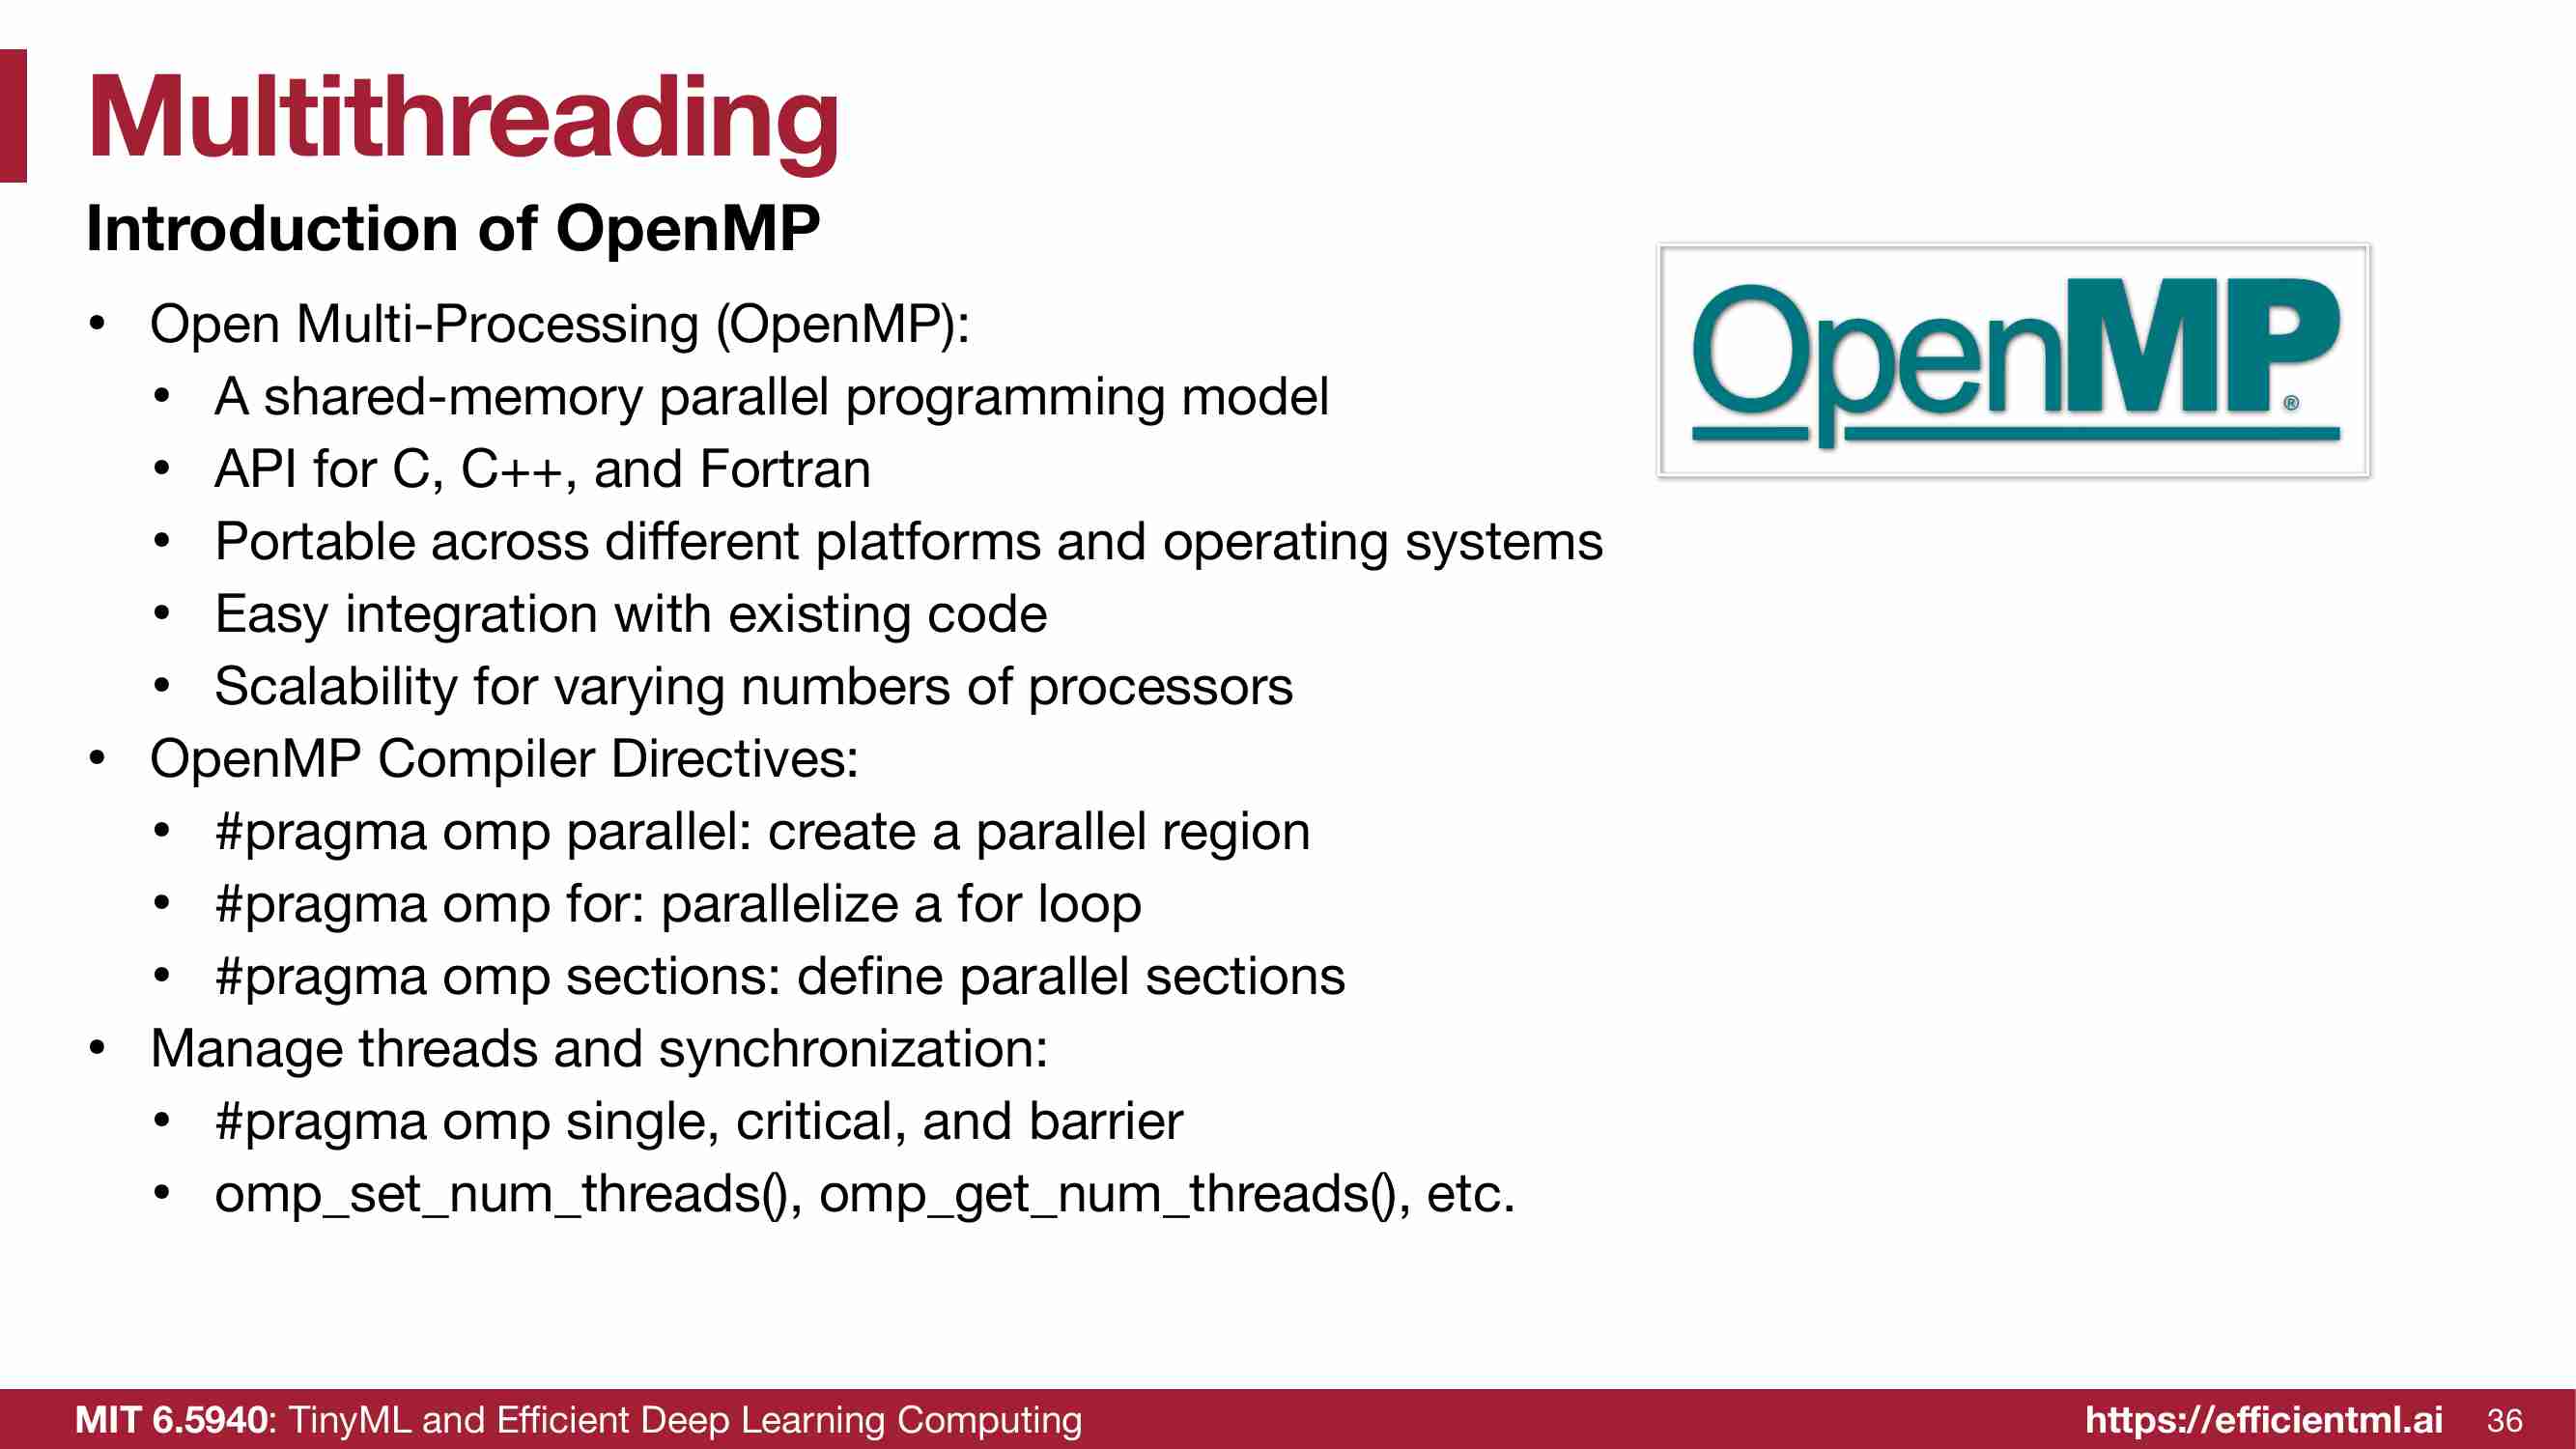 Multithreading
Introduction of OpenMP
• Open Multi-Processing (OpenMP):
• A shared-memory parallel programming model
• API for C, C++, and Fortran
• Portable across different platforms and operating systems
• Easy integration with existing code
• Scalability for varying numbers of processors
• OpenMP Compiler Directives:
• #pragma omp parallel: create a parallel region
• #pragma omp for: parallelize a for loop
• #pragma omp sections: define parallel sections
• Manage threads and synchronization:
• #pragma omp single, critical, and barrier
• omp_set_num_threads(), omp_get_num_threads(), etc.
OpenMP®
MIT 6.5940: TinyML and Efficient Deep Learning Computing
https://efficientml.ai 36